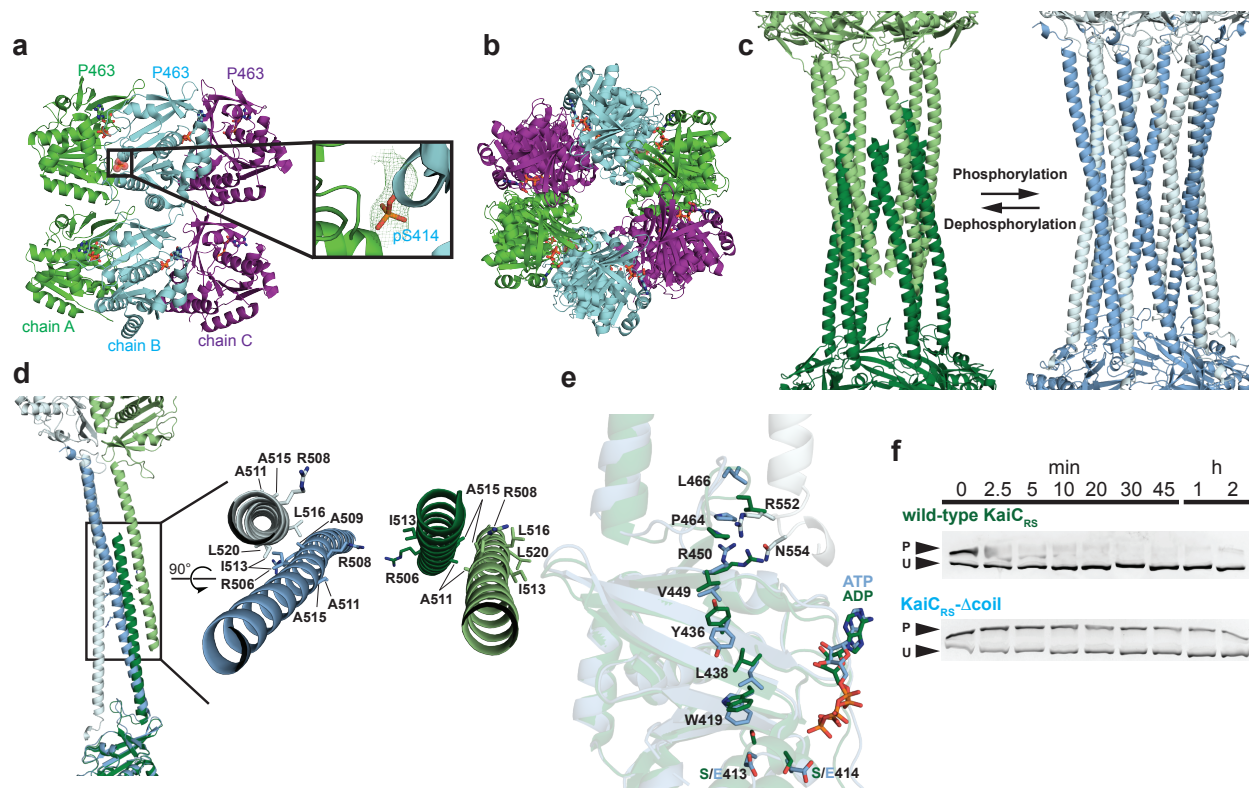 a
P463 P463 P463
pS414
chain A
chain B
chain C
b
c
Phosphorylation
Dephosphorylation
d
90°
A511
A515
R508
L516
A509
L520
I513
R506
R508
A511
A515
I513
R506
A515
R508
L516
L520
A511
I513
e
L466
R552
P464
R450
N554
V449
ATP
ADP
Y436
L438
W419
S/E413
S/E414
f
min h
0 2.5 5 10 20 30 45 1 2
wild-type KaiCRS
P
U
KaiCRS-Δcoil
P
U